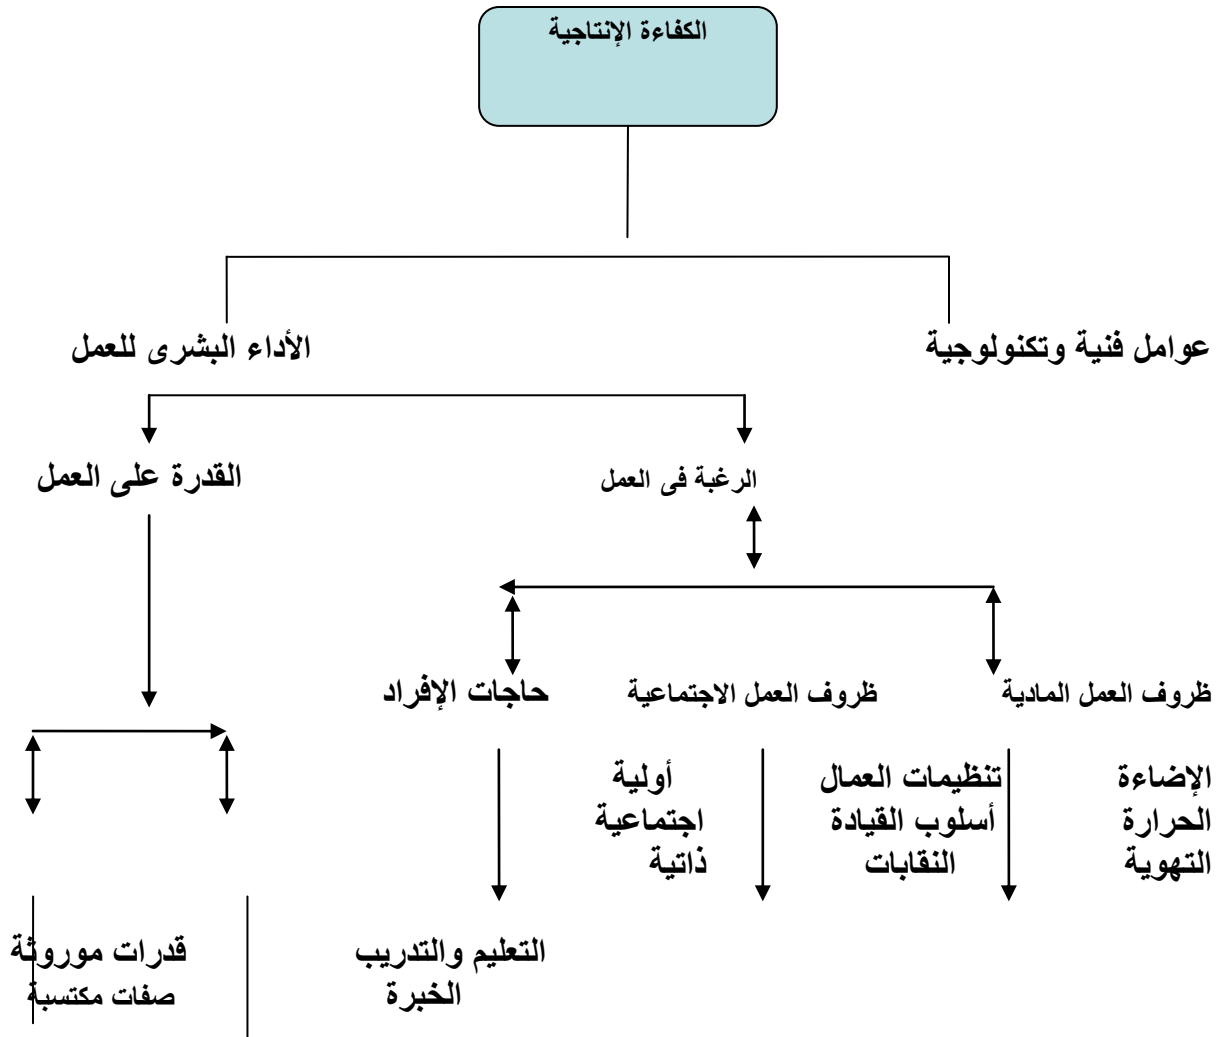 الكفاءة الإنتاجية
عوامل فنية وتكنولوجية
الأداء البشرى للعمل
الرغبة فى العمل
القدرة على العمل
ظروف العمل المادية
ظروف العمل الاجتماعية
حاجات الإفراد
الإضاءة
الحرارة
التهوية
تنظيمات العمال
أسلوب القيادة
النقابات
أولية
اجتماعية
ذاتية
التعليم والتدريب
الخبرة
قدرات موروثة
صفات مكتسبة